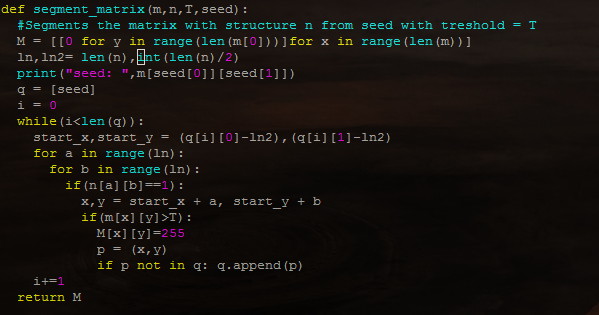 def segment_matrix(m,n,T,seed):
  #Segments the matrix with structure n from seed with treshold = T
  M = [[0 for y in range(len(m[0]))]for x in range(len(m))]
  ln,ln2= len(n),int(len(n)/2)
  print("seed: ",m[seed[0]][seed[1]])
  q = [seed]
  i = 0
  while(i<len(q)):
    start_x,start_y = (q[i][0]-ln2),(q[i][1]-ln2)
    for a in range(ln):
      for b in range(ln):
        if(n[a][b]==1):
          x,y = start_x + a, start_y + b
          if(m[x][y]>T):
            M[x][y]=255
            p = (x,y)
            if p not in q: q.append(p)
    i+=1
  return M